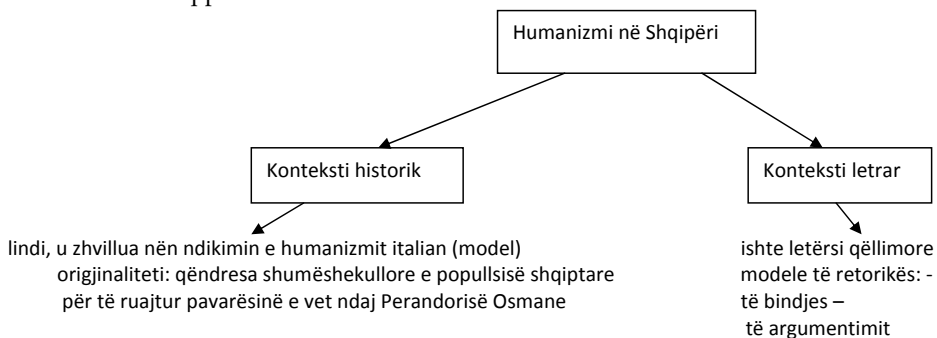 Humanizmi në Shqipëri
Konteksti historik
Konteksti letrar
lindi, u zhvillua nën ndikimin e humanizmit italian (model)
origjinaliteti: qëndresa shumëshekullore e popullsisë shqiptare
për të ruajtur pavarësinë e vet ndaj Perandorisë Osmane
ishte letërsi qëllimore
modele të retorikës: -
të bindjes –
të argumentimit